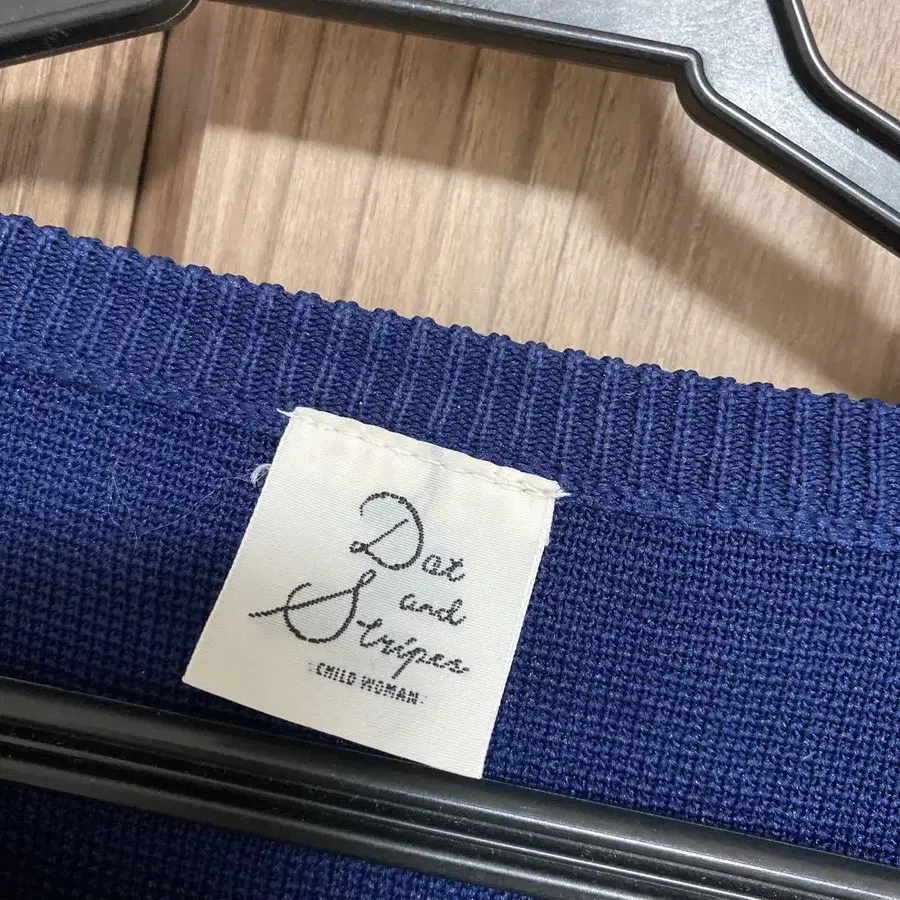 Dot
and
Stripes
CHILD WOMAN